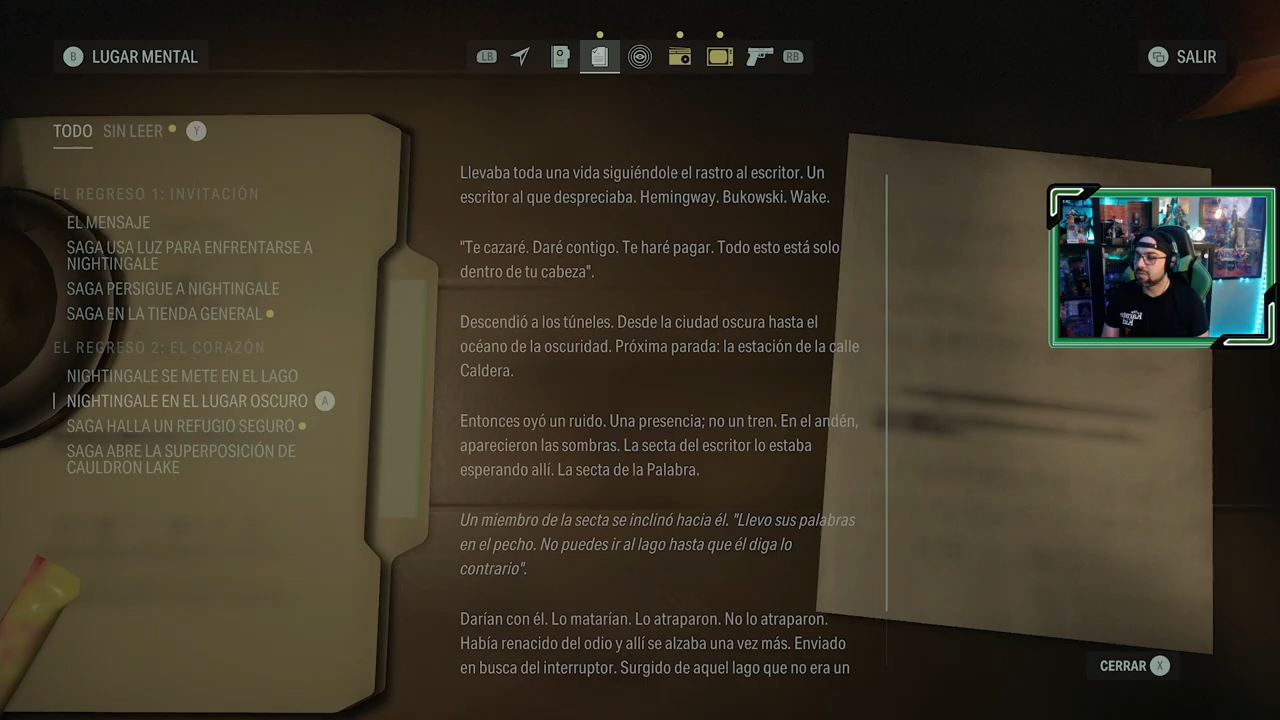 B LUGAR MENTAL
LB
RB
SALIR
TODO SIN LEER Y
EL REGRESO 1: INVITACIÓN
EL MENSAJE
SAGA USA LUZ PARA ENFRENTARSE A
NIGHTINGALE
SAGA PERSIGUE A NIGHTINGALE
SAGA EN LA TIENDA GENERAL
EL REGRESO 2: EL CORAZÓN
NIGHTINGALE SE METE EN EL LAGO
NIGHTINGALE EN EL LUGAR OSCURO A
SAGA HALLA UN REFUGIO SEGURO
SAGA ABRE LA SUPERPOSICIÓN DE
CAULDRON LAKE
Llevaba toda una vida siguiéndole el rastro al escritor. Un
escritor al que despreciaba. Hemingway. Bukowski. Wake.
"Te cazaré. Daré contigo. Te haré pagar. Todo esto está solo
dentro de tu cabeza".
Descendió a los túneles. Desde la ciudad oscura hasta el
océano de la oscuridad. Próxima parada: la estación de la calle
Caldera.
Entonces oyó un ruido. Una presencia; no un tren. En el andén,
aparecieron las sombras. La secta del escritor lo estaba
esperando allí. La secta de la Palabra.
Un miembro de la secta se inclinó hacia él. "Llevo sus palabras
en el pecho. No puedes ir al lago hasta que él diga lo
contrario".
Darían con él. Lo matarían. Lo atraparon. No lo atraparon.
Había renacido del odio y allí se alzaba una vez más. Enviado
en busca del interruptor. Surgido de aquel lago que no era un
CERRAR X